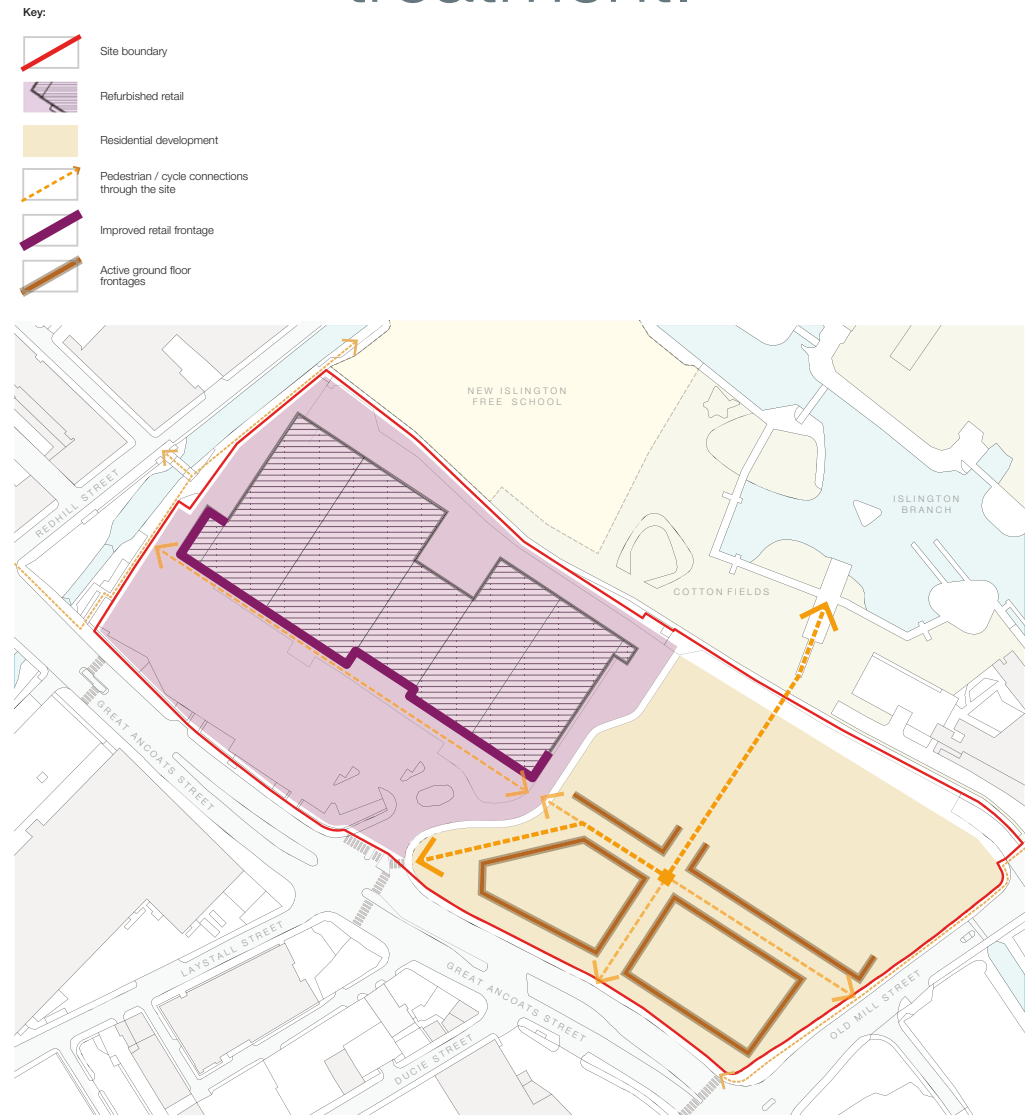 treatment.
Key:
Site boundary
Refurbished retail
Residential development
Pedestrian / cycle connections
through the site
Improved retail frontage
Active ground floor
frontages
NEW ISLINGTON
FREE SCHOOL
REDHILL STREET
ISLINGTON
BRANCH
COTTON FIELDS
GREAT ANCOATS STREET
LAYSTALL STREET
GREAT ANCOATS STREET
OLD MILL STREET
DUCIE STREET